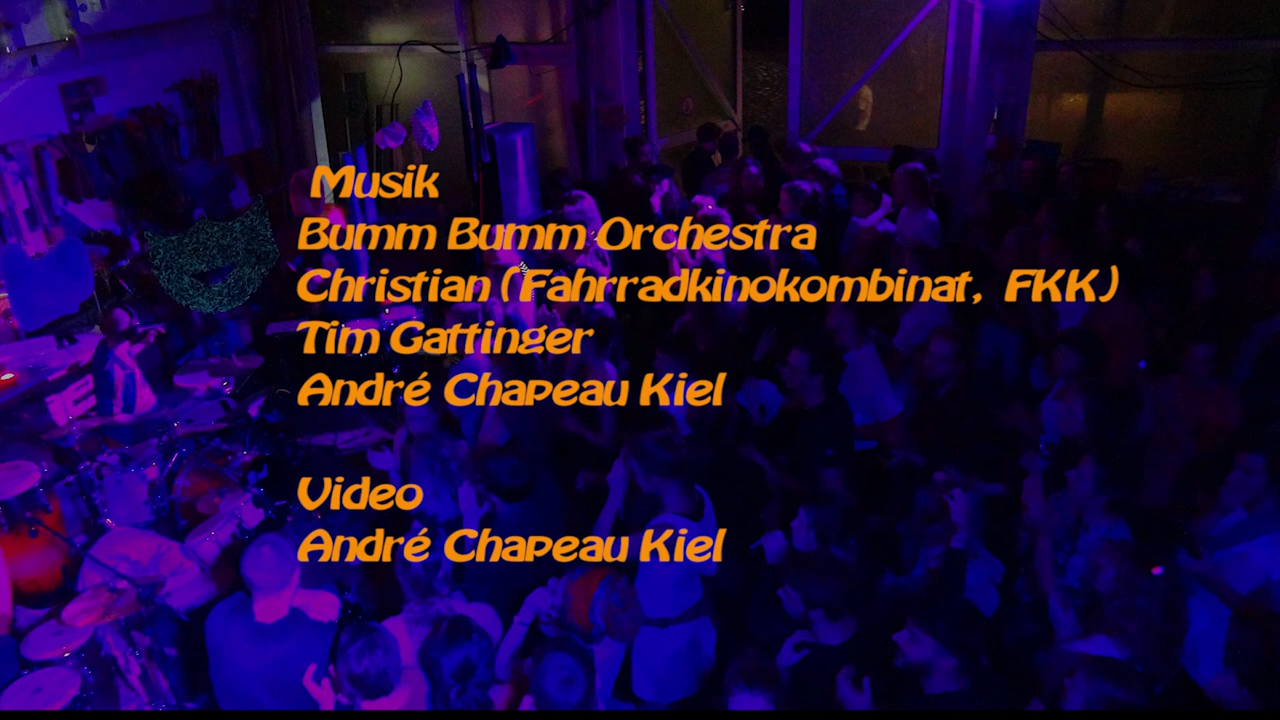 Musik
Bumm Bumm Orchestra
Christian (Fahrradkinokombinat, FKK)
Tim Gattinger
André Chapeau Kiel
Video
André Chapeau Kiel